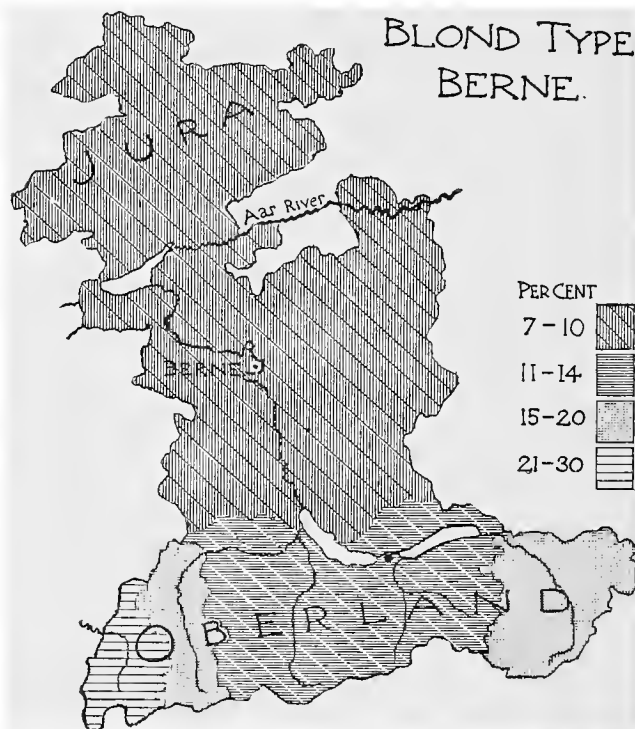 BLOND TYPE
BERNE.
JURA
Aar River
PER CENT
7-10
11-14
15-20
21-30
BERNE
OBERLAND